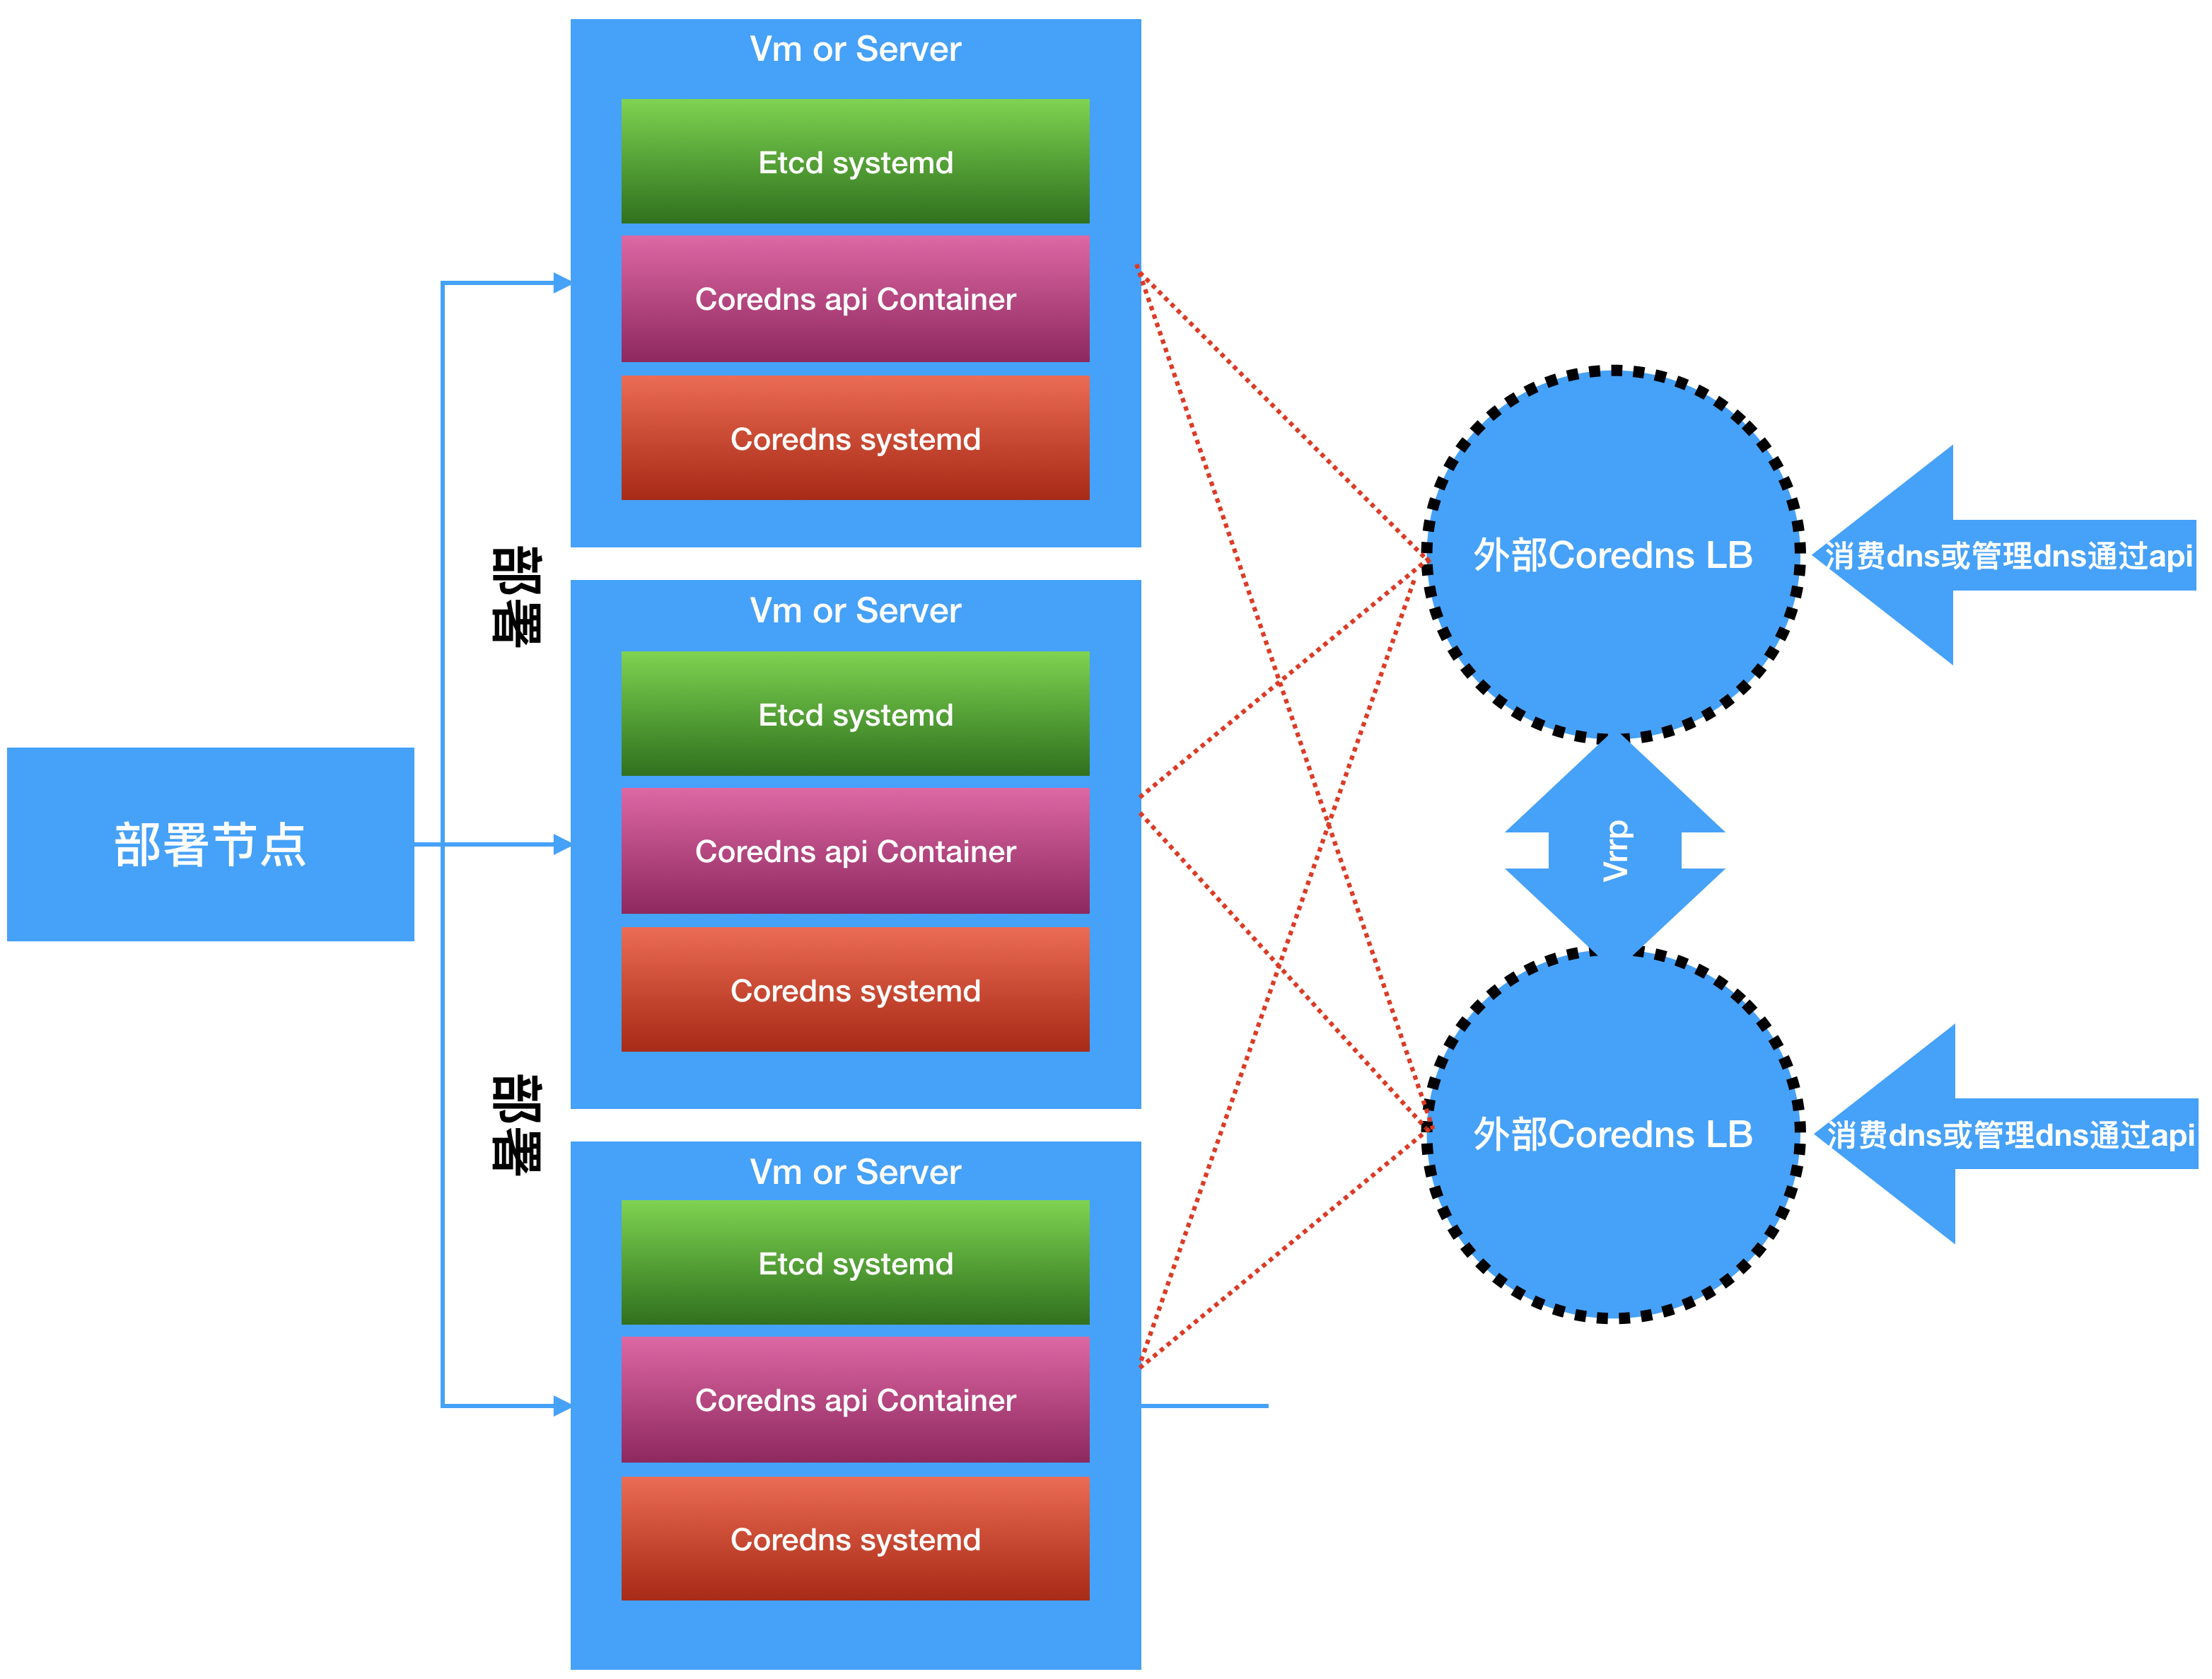 部署节点
部署
部署
Vm or Server
Etcd systemd
Coredns api Container
Coredns systemd
Vm or Server
Etcd systemd
Coredns api Container
Coredns systemd
Vm or Server
Etcd systemd
Coredns api Container
Coredns systemd
外部Coredns LB
消费dns或管理dns通过api
Vrrp
外部Coredns LB
消费dns或管理dns通过api